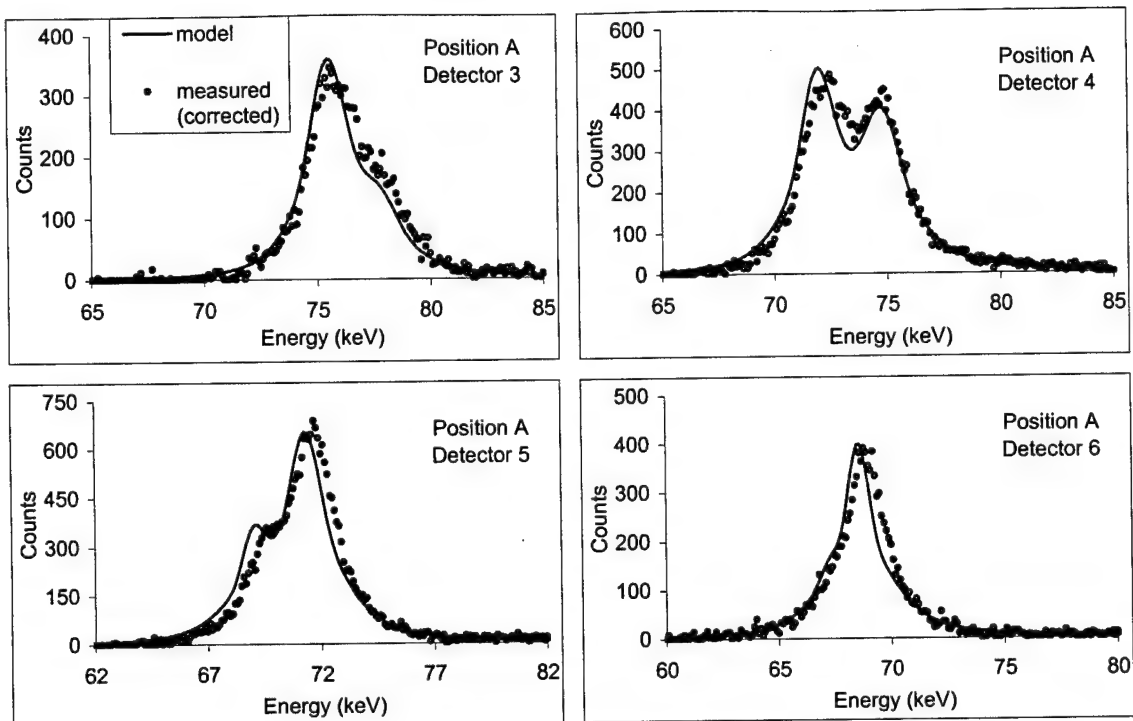 model
measured
(corrected)
Position A
Detector 3
400
300
200
100
0
Counts
65
70
75
80
85
Energy (keV)
Position A
Detector 4
600
500
400
300
200
100
0
Counts
65
70
75
80
85
Energy (keV)
Position A
Detector 5
750
600
450
300
150
0
Counts
62
67
72
77
82
Energy (keV)
Position A
Detector 6
500
400
300
200
100
0
Counts
60
65
70
75
80
Energy (keV)